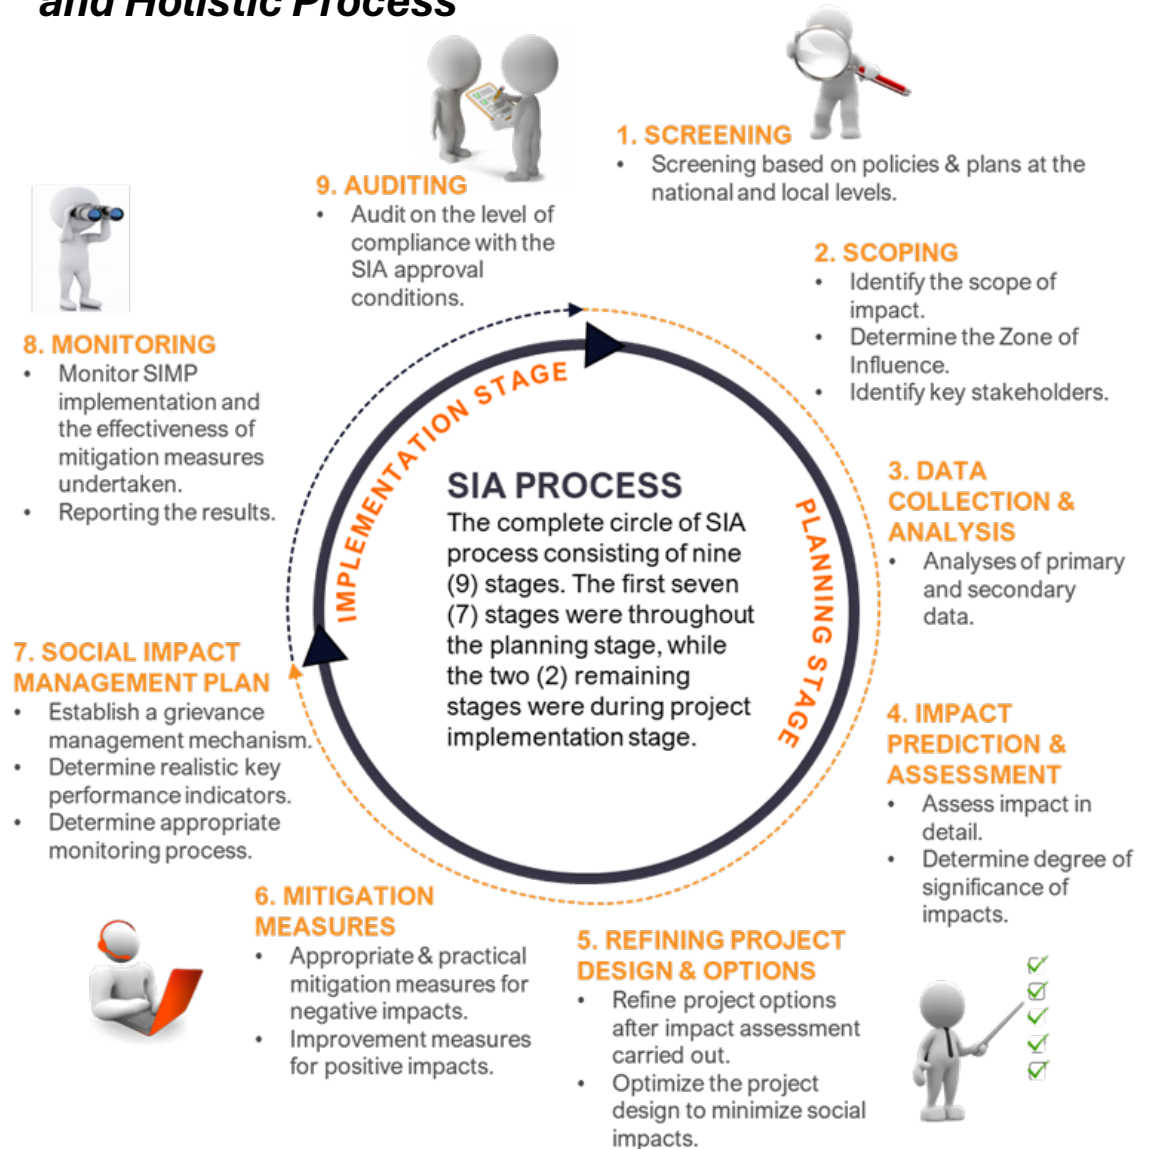 and Holistic Process
1. SCREENING
• Screening based on policies & plans at the
national and local levels.
2. SCOPING
• Identify the scope of
impact.
• Determine the Zone of
Influence.
• Identify key stakeholders.
3. DATA
COLLECTION &
ANALYSIS
• Analyses of primary
and secondary
data.
4. IMPACT
PREDICTION &
ASSESSMENT
• Assess impact in
detail.
• Determine degree of
significance of
impacts.
5. REFINING PROJECT
DESIGN & OPTIONS
• Refine project options
after impact assessment
carried out.
• Optimize the project
design to minimize social
impacts.
6. MITIGATION
MEASURES
• Appropriate & practical
mitigation measures for
negative impacts.
• Improvement measures
for positive impacts.
7. SOCIAL IMPACT
MANAGEMENT PLAN
• Establish a grievance
management mechanism.
• Determine realistic key
performance indicators.
• Determine appropriate
monitoring process.
8. MONITORING
• Monitor SIMP
implementation and
the effectiveness of
mitigation measures
undertaken.
• Reporting the results.
9. AUDITING
• Audit on the level of
compliance with the
SIA approval
conditions.
IMPLEMENTATION STAGE
PLANNING STAGE
SIA PROCESS
The complete circle of SIA
process consisting of nine
(9) stages. The first seven
(7) stages were throughout
the planning stage, while
the two (2) remaining
stages were during project
implementation stage.